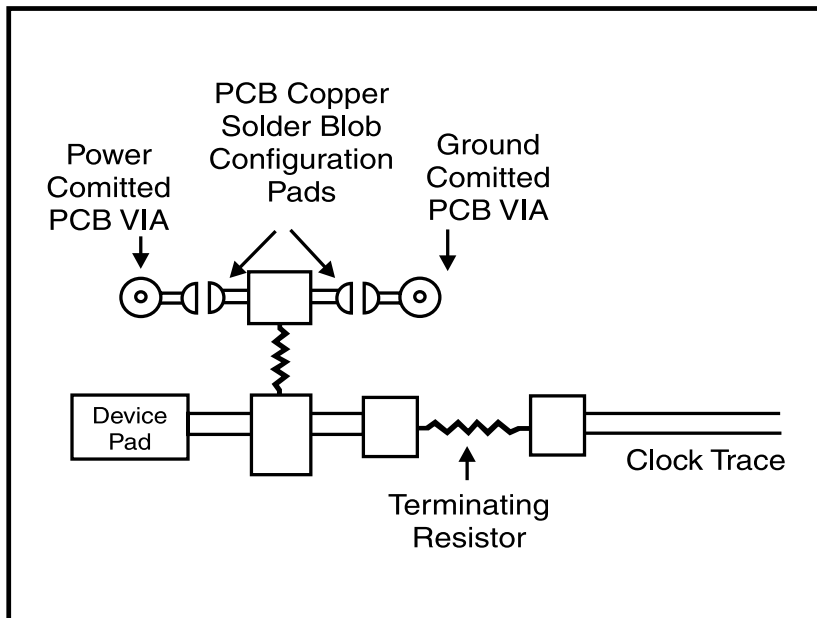 PCB Copper
Solder Blob
Configuration
Pads
Power
Comitted
PCB VIA
Ground
Comitted
PCB VIA
Device
Pad
Clock Trace
Terminating
Resistor